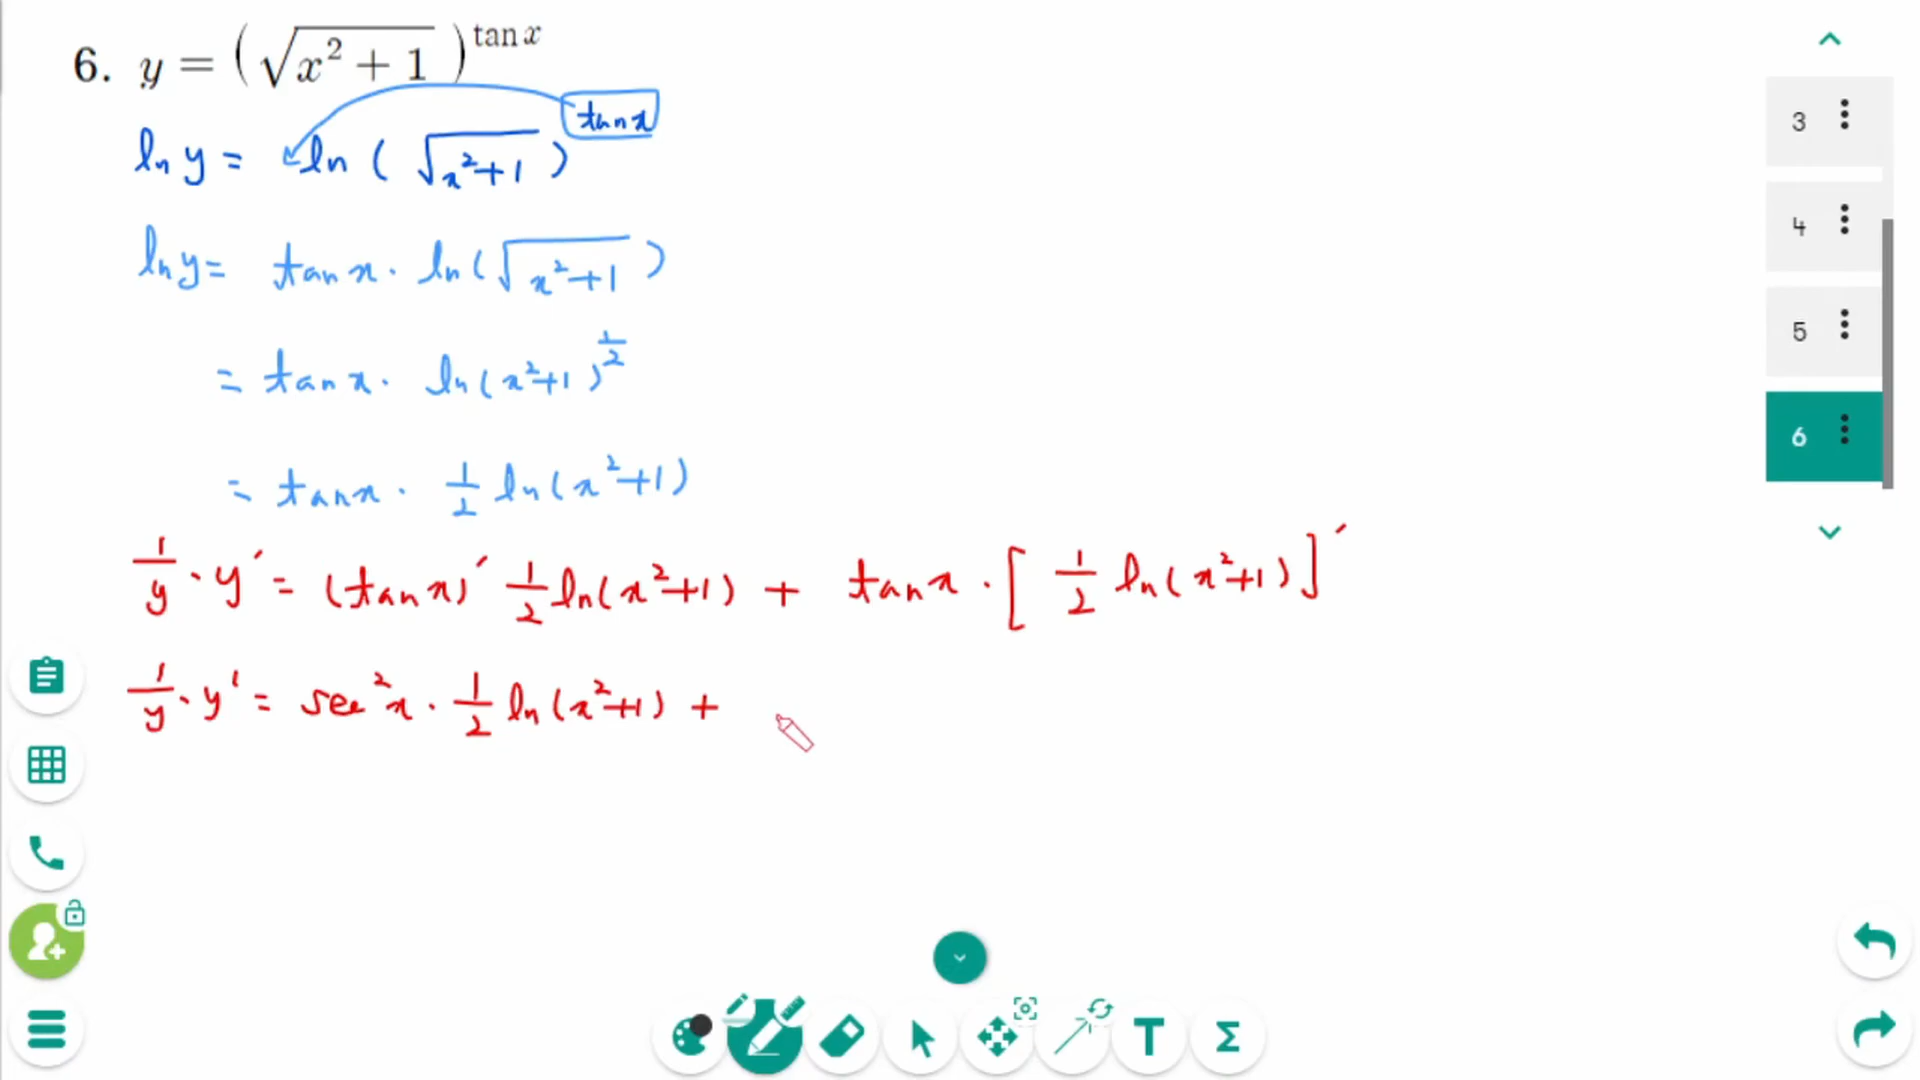 6. y = (√(x² + 1))^tan x
ln y = ln (√(x²+1))^tan x
ln y = tan x · ln(√(x²+1))
= tan x · ln(x²+1)^(1/2)
= tan x · 1/2 ln(x²+1)
1/y · y′ = (tan x)′ 1/2 ln(x²+1) + tan x · [1/2 ln(x²+1)]′
1/y · y′ = sec²x · 1/2 ln(x²+1) +
3
4
5
6
T
Σ